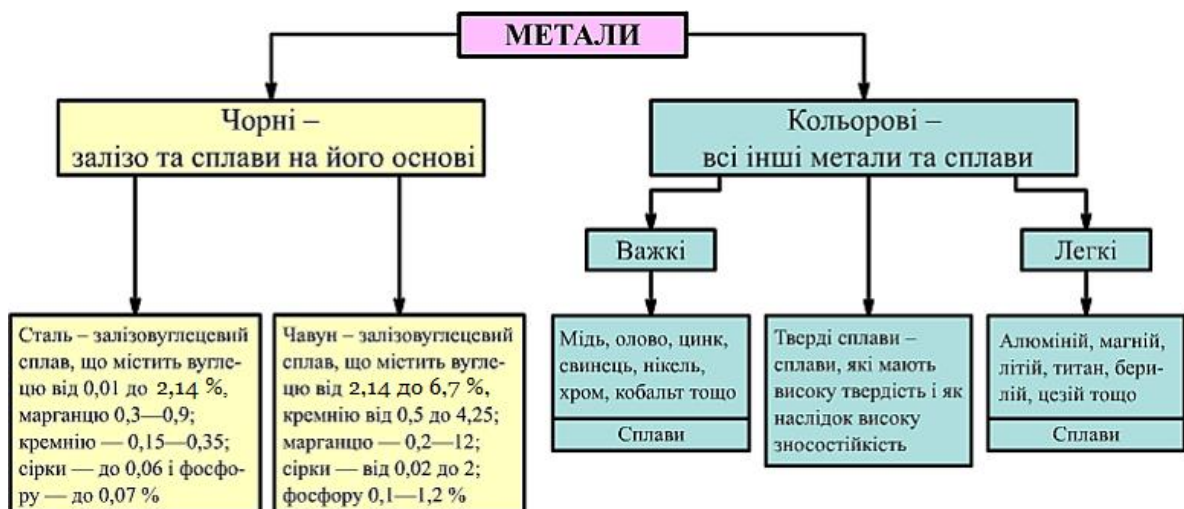 МЕТАЛИ
Чорні –
залізо та сплави на його основі
Кольорові –
всі інші метали та сплави
Важкі
Легкі
Сталь – залізовуглецевий
сплав, що містить вугле-
цю від 0,01 до 2,14 %,
марганцю 0,3—0,9;
кремнію — 0,15—0,35;
сірки — до 0,06 і фосфо-
ру — до 0,07 %
Чавун – залізовуглецевий
сплав, що містить вугле-
цю від 2,14 до 6,7 %,
кремнію від 0,5 до 4,25;
марганцю — 0,2—12;
сірки — від 0,02 до 2;
фосфору 0,1—1,2 %
Мідь, олово, цинк,
свинець, нікель,
хром, кобальт тощо
Сплави
Тверді сплави –
сплави, які мають
високу твердість і як
наслідок високу
зносостійкість
Алюміній, магній,
літій, титан, бери-
лій, цезій тощо
Сплави